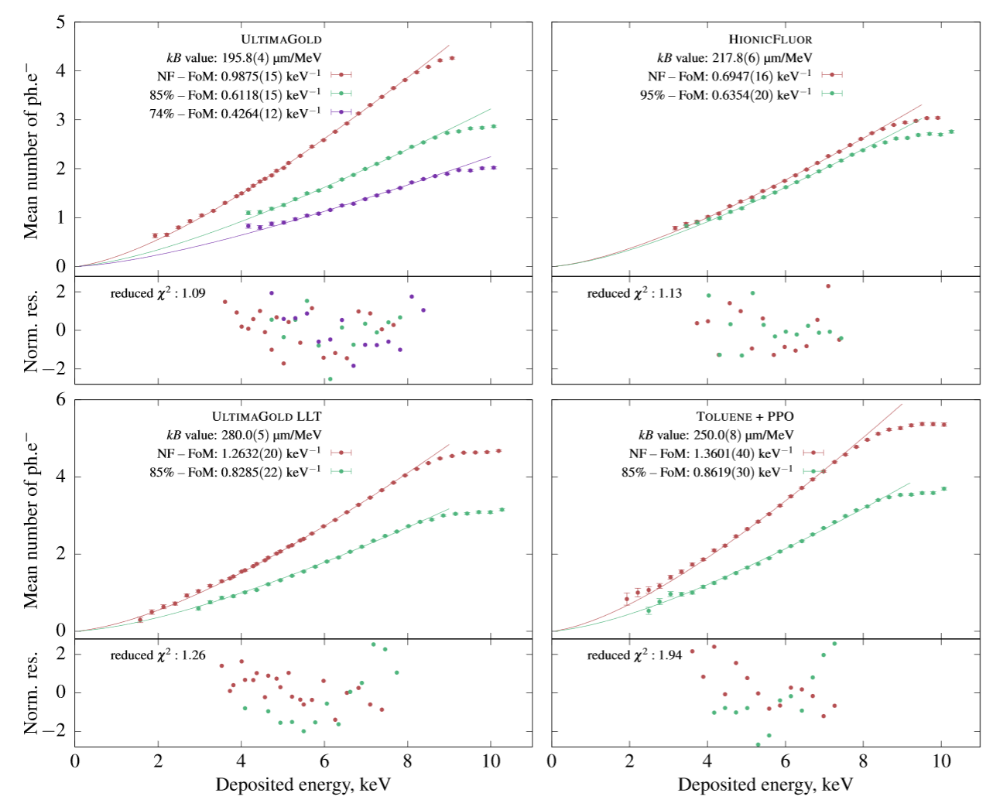 ULTIMAGOLD
kB value: 195.8(4) µm/MeV
NF – FoM: 0.9875(15) keV⁻¹
85% – FoM: 0.6118(15) keV⁻¹
74% – FoM: 0.4264(12) keV⁻¹
5
4
3
2
1
0
Mean number of ph.e⁻
HIONICFLUOR
kB value: 217.8(6) µm/MeV
NF – FoM: 0.6947(16) keV⁻¹
95% – FoM: 0.6354(20) keV⁻¹
reduced χ² : 1.09
2
0
−2
Norm. res.
reduced χ² : 1.13
ULTIMAGOLD LLT
kB value: 280.0(5) µm/MeV
NF – FoM: 1.2632(20) keV⁻¹
85% – FoM: 0.8285(22) keV⁻¹
6
4
2
0
Mean number of ph.e⁻
TOLUENE + PPO
kB value: 250.0(8) µm/MeV
NF – FoM: 1.3601(40) keV⁻¹
85% – FoM: 0.8619(30) keV⁻¹
reduced χ² : 1.26
2
0
−2
Norm. res.
reduced χ² : 1.94
0 2 4 6 8 10
Deposited energy, keV
0 2 4 6 8 10
Deposited energy, keV